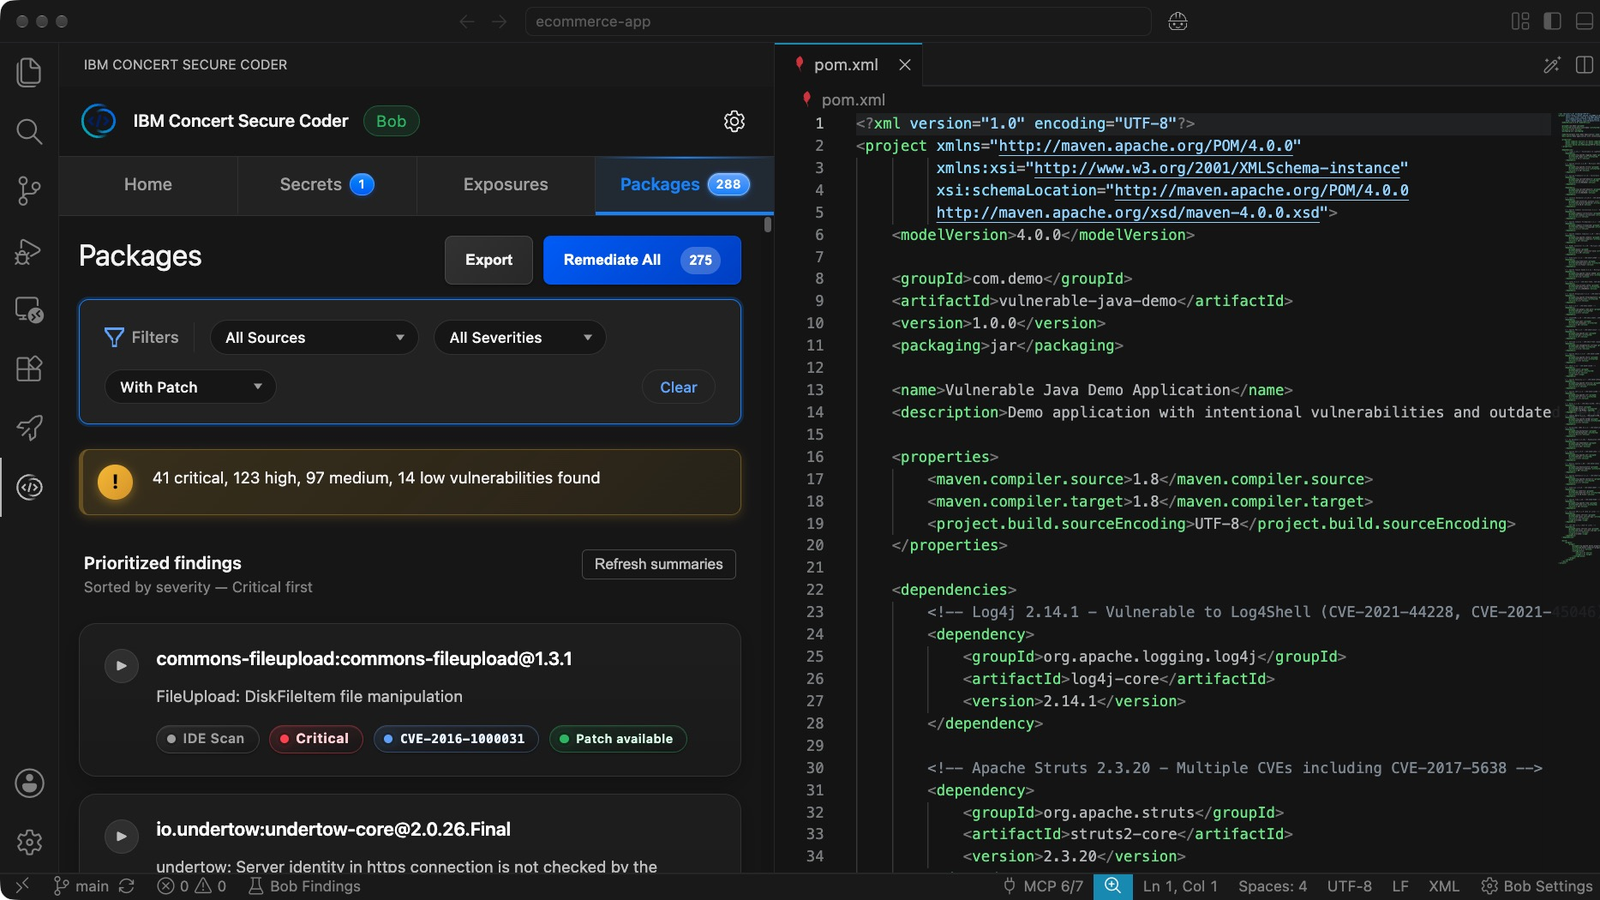 ecommerce-app
IBM CONCERT SECURE CODER
IBM Concert Secure Coder Bob
Home Secrets 1 Exposures Packages 288
Packages Export Remediate All 275
Filters All Sources All Severities
With Patch Clear
! 41 critical, 123 high, 97 medium, 14 low vulnerabilities found
Prioritized findings Refresh summaries
Sorted by severity — Critical first
commons-fileupload:commons-fileupload@1.3.1
FileUpload: DiskFileItem file manipulation
IDE Scan Critical CVE-2016-1000031 Patch available
io.undertow:undertow-core@2.0.26.Final
undertow: Server identity in https connection is not checked by the
pom.xml
pom.xml
1 <?xml version="1.0" encoding="UTF-8"?>
2 <project xmlns="http://maven.apache.org/POM/4.0.0"
3 xmlns:xsi="http://www.w3.org/2001/XMLSchema-instance"
4 xsi:schemaLocation="http://maven.apache.org/POM/4.0.0
5 http://maven.apache.org/xsd/maven-4.0.0.xsd">
6 <modelVersion>4.0.0</modelVersion>
7
8 <groupId>com.demo</groupId>
9 <artifactId>vulnerable-java-demo</artifactId>
10 <version>1.0.0</version>
11 <packaging>jar</packaging>
12
13 <name>Vulnerable Java Demo Application</name>
14 <description>Demo application with intentional vulnerabilities and outdate
15
16 <properties>
17 <maven.compiler.source>1.8</maven.compiler.source>
18 <maven.compiler.target>1.8</maven.compiler.target>
19 <project.build.sourceEncoding>UTF-8</project.build.sourceEncoding>
20 </properties>
21
22 <dependencies>
23 <!-- Log4j 2.14.1 - Vulnerable to Log4Shell (CVE-2021-44228, CVE-2021-45046
24 <dependency>
25 <groupId>org.apache.logging.log4j</groupId>
26 <artifactId>log4j-core</artifactId>
27 <version>2.14.1</version>
28 </dependency>
29
30 <!-- Apache Struts 2.3.20 - Multiple CVEs including CVE-2017-5638 -->
31 <dependency>
32 <groupId>org.apache.struts</groupId>
33 <artifactId>struts2-core</artifactId>
34 <version>2.3.20</version>
main 0 0 Bob Findings MCP 6/7 Ln 1, Col 1 Spaces: 4 UTF-8 LF XML Bob Settings